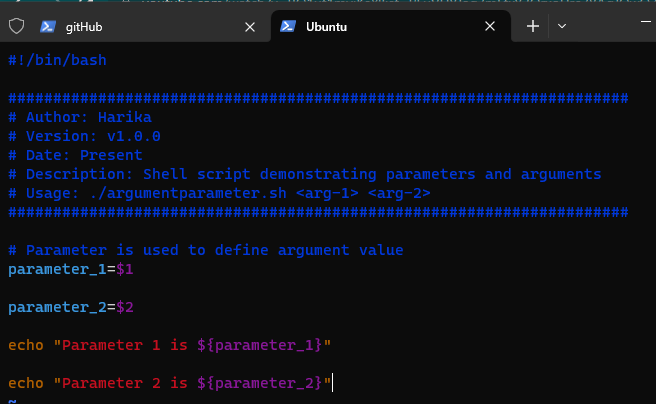 gitHub
Ubuntu
#!/bin/bash
#####################################################################
# Author: Harika
# Version: v1.0.0
# Date: Present
# Description: Shell script demonstrating parameters and arguments
# Usage: ./argumentparameter.sh <arg-1> <arg-2>
#####################################################################
# Parameter is used to define argument value
parameter_1=$1
parameter_2=$2
echo "Parameter 1 is ${parameter_1}"
echo "Parameter 2 is ${parameter_2}"
~